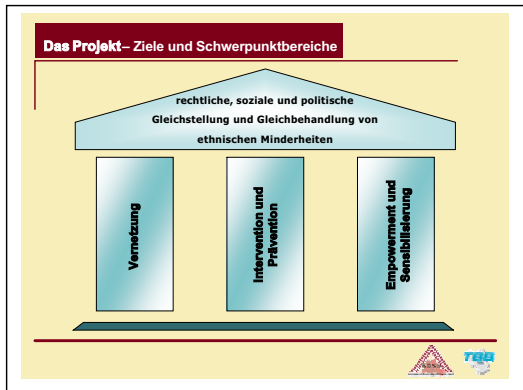 Das Projekt– Ziele und Schwerpunktbereiche
rechtliche, soziale und politische
Gleichstellung und Gleichbehandlung von
ethnischen Minderheiten
Vernetzung
Intervention und
Prävention
Empowerment und
Sensibilisierung
TBB